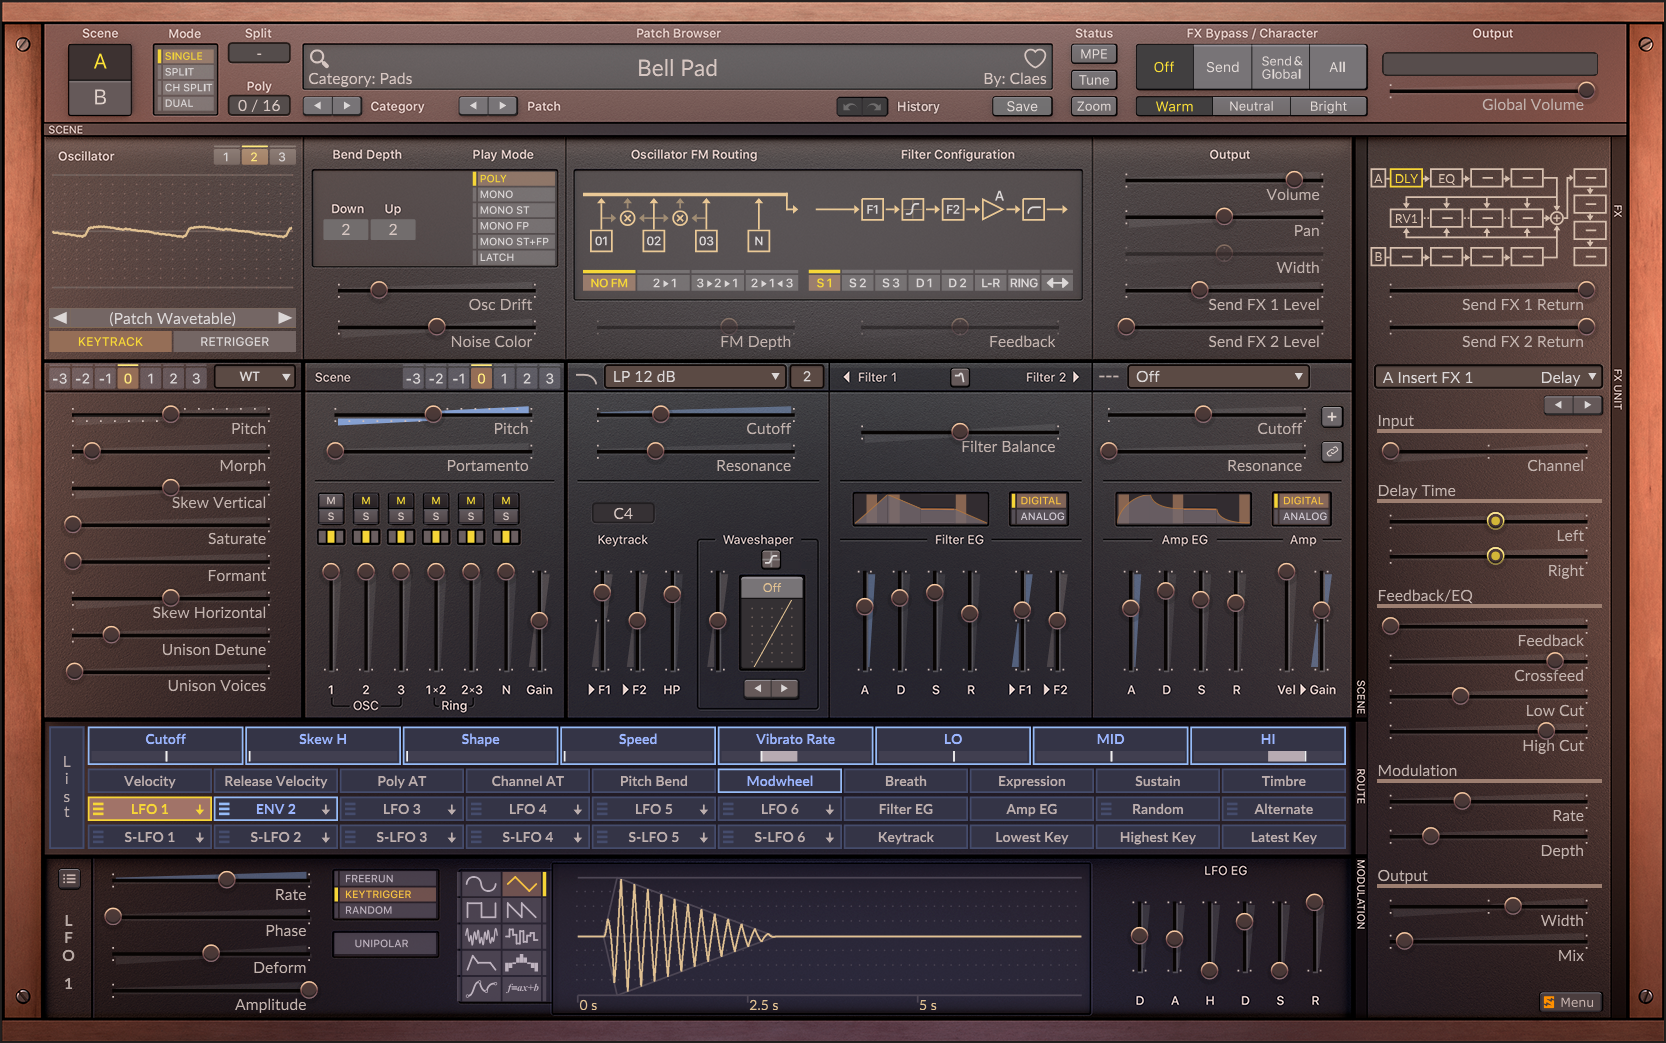 Scene
Mode
Split
Patch Browser
Status
FX Bypass / Character
Output
A
B
SINGLE
SPLIT
CH SPLIT
DUAL
-
Poly
0 / 16
Category: Pads
Bell Pad
By: Claes
Category
Patch
History
Save
MPE
Tune
Zoom
Off
Send
Send & Global
All
Warm
Neutral
Bright
Global Volume
SCENE
Oscillator
1 2 3
(Patch Wavetable)
KEYTRACK
RETRIGGER
Bend Depth
Play Mode
Down
Up
2
2
POLY
MONO
MONO ST
MONO FP
MONO ST+FP
LATCH
Osc Drift
Noise Color
Oscillator FM Routing
Filter Configuration
O1
O2
O3
N
F1
F2
A
NO FM
2▸1
3▸2▸1
2▸1◂3
S 1
S 2
S 3
D 1
D 2
L-R
RING
FM Depth
Feedback
Output
Volume
Pan
Width
Send FX 1 Level
Send FX 2 Level
A
DLY
EQ
RV1
B
FX
Send FX 1 Return
Send FX 2 Return
-3 -2 -1 0 1 2 3
WT
Pitch
Morph
Skew Vertical
Saturate
Formant
Skew Horizontal
Unison Detune
Unison Voices
Scene
-3 -2 -1 0 1 2 3
Pitch
Portamento
M M M M M M
S S S S S S
1 2 3 1×2 2×3 N Gain
OSC
Ring
LP 12 dB
2
Cutoff
Resonance
C4
Keytrack
▸F1 ▸F2 HP
Waveshaper
Off
Filter 1
Filter 2
Filter Balance
DIGITAL
ANALOG
Filter EG
A D S R ▸F1 ▸F2
---
Off
Cutoff
Resonance
+
DIGITAL
ANALOG
Amp EG
Amp
A D S R Vel ▸Gain
SCENE
FX UNIT
A Insert FX 1
Delay
Input
Channel
Delay Time
Left
Right
Feedback/EQ
Feedback
Crossfeed
Low Cut
High Cut
Modulation
Rate
Depth
Output
Width
Mix
Menu
List
Cutoff
Skew H
Shape
Speed
Vibrato Rate
LO
MID
HI
Velocity
Release Velocity
Poly AT
Channel AT
Pitch Bend
Modwheel
Breath
Expression
Sustain
Timbre
LFO 1
ENV 2
LFO 3
LFO 4
LFO 5
LFO 6
Filter EG
Amp EG
Random
Alternate
S-LFO 1
S-LFO 2
S-LFO 3
S-LFO 4
S-LFO 5
S-LFO 6
Keytrack
Lowest Key
Highest Key
Latest Key
ROUTE
MODULATION
LFO 1
Rate
Phase
Deform
Amplitude
FREERUN
KEYTRIGGER
RANDOM
UNIPOLAR
f=max+b
0 s
2.5 s
5 s
LFO EG
D A H D S R